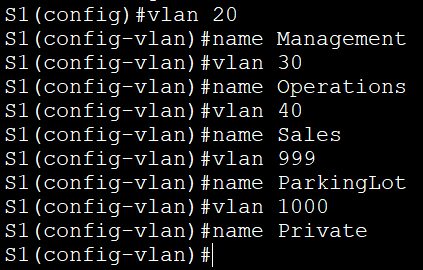 S1(config)#vlan 20
S1(config-vlan)#name Management
S1(config-vlan)#vlan 30
S1(config-vlan)#name Operations
S1(config-vlan)#vlan 40
S1(config-vlan)#name Sales
S1(config-vlan)#vlan 999
S1(config-vlan)#name ParkingLot
S1(config-vlan)#vlan 1000
S1(config-vlan)#name Private
S1(config-vlan)#